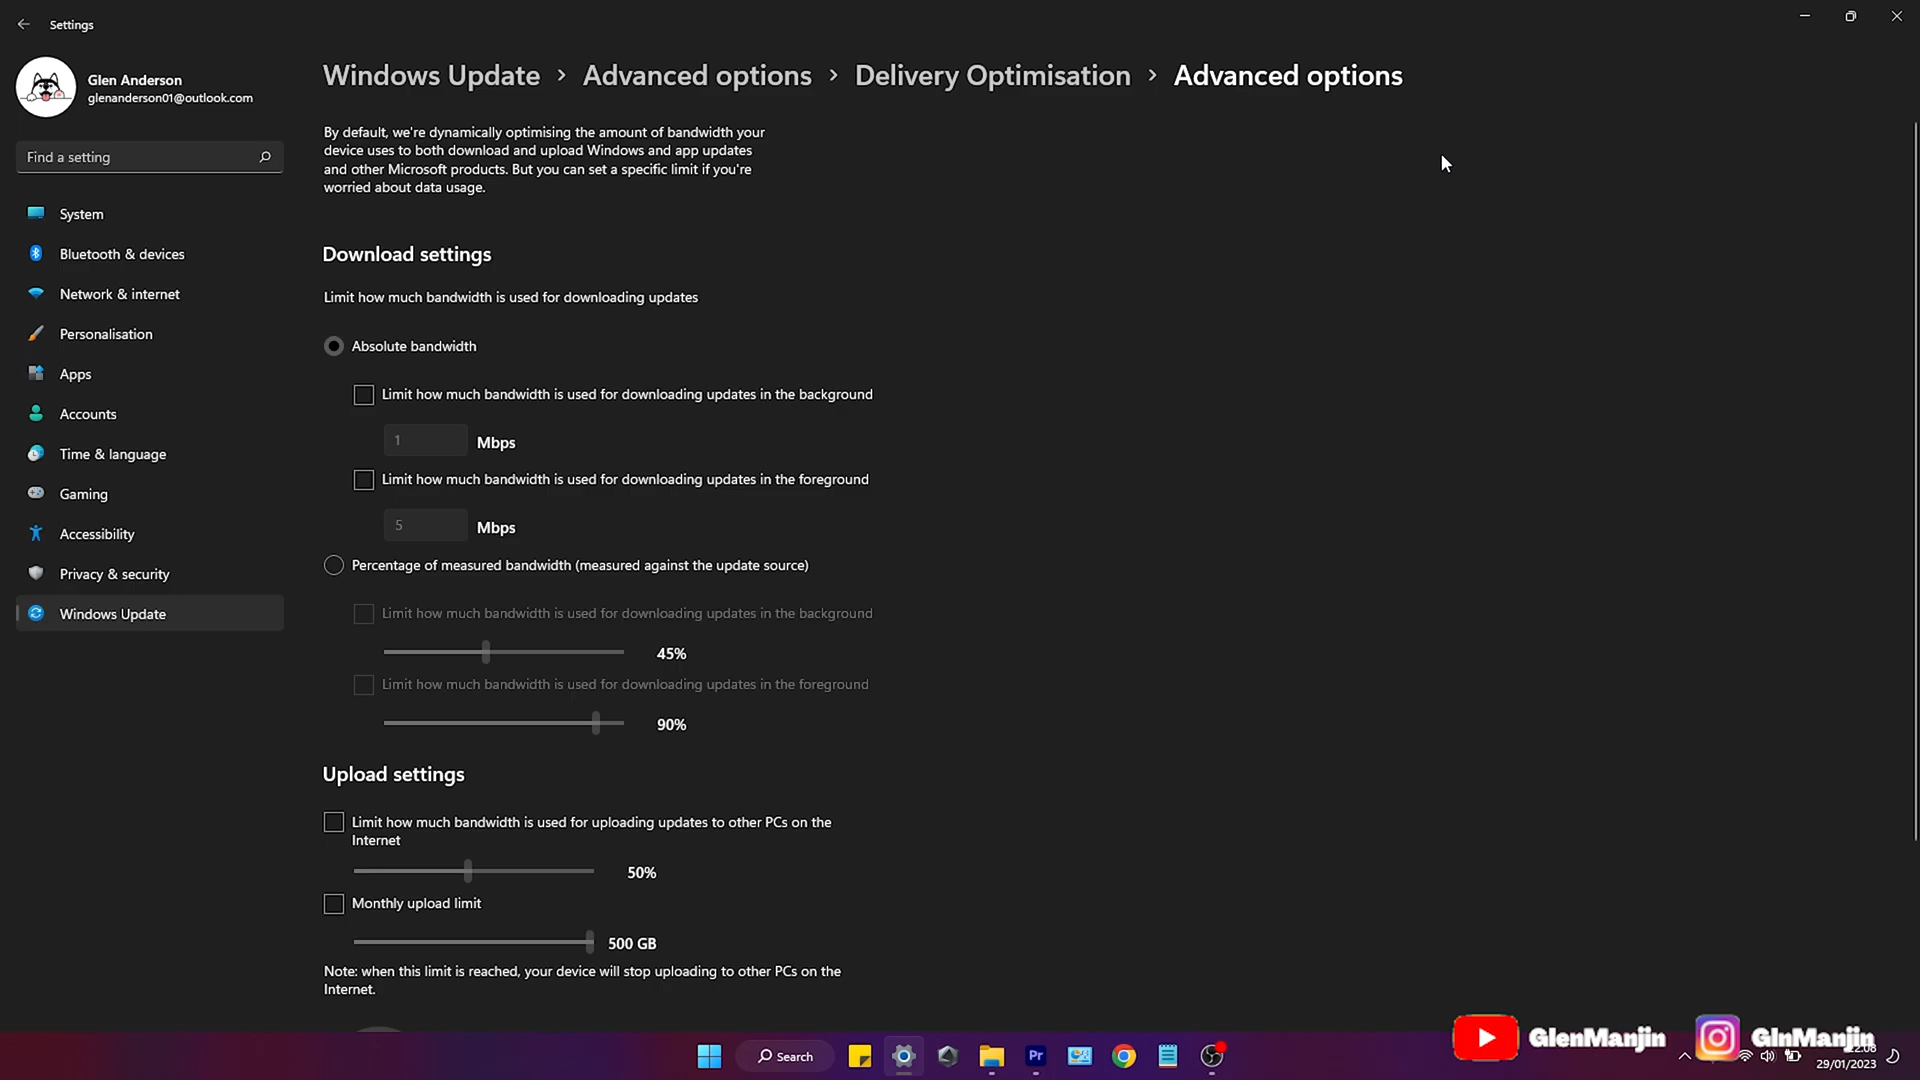 Settings
Glen Anderson
glenanderson01@outlook.com
Find a setting
System
Bluetooth & devices
Network & internet
Personalisation
Apps
Accounts
Time & language
Gaming
Accessibility
Privacy & security
Windows Update
Windows Update › Advanced options › Delivery Optimisation › Advanced options
By default, we're dynamically optimising the amount of bandwidth your
device uses to both download and upload Windows and app updates
and other Microsoft products. But you can set a specific limit if you're
worried about data usage.
Download settings
Limit how much bandwidth is used for downloading updates
Absolute bandwidth
Limit how much bandwidth is used for downloading updates in the background
1 Mbps
Limit how much bandwidth is used for downloading updates in the foreground
5 Mbps
Percentage of measured bandwidth (measured against the update source)
Limit how much bandwidth is used for downloading updates in the background
45%
Limit how much bandwidth is used for downloading updates in the foreground
90%
Upload settings
Limit how much bandwidth is used for uploading updates to other PCs on the
Internet
50%
Monthly upload limit
500 GB
Note: when this limit is reached, your device will stop uploading to other PCs on the
Internet.
Search
Pr
GlenManjin
GlnManjin
29/01/2023